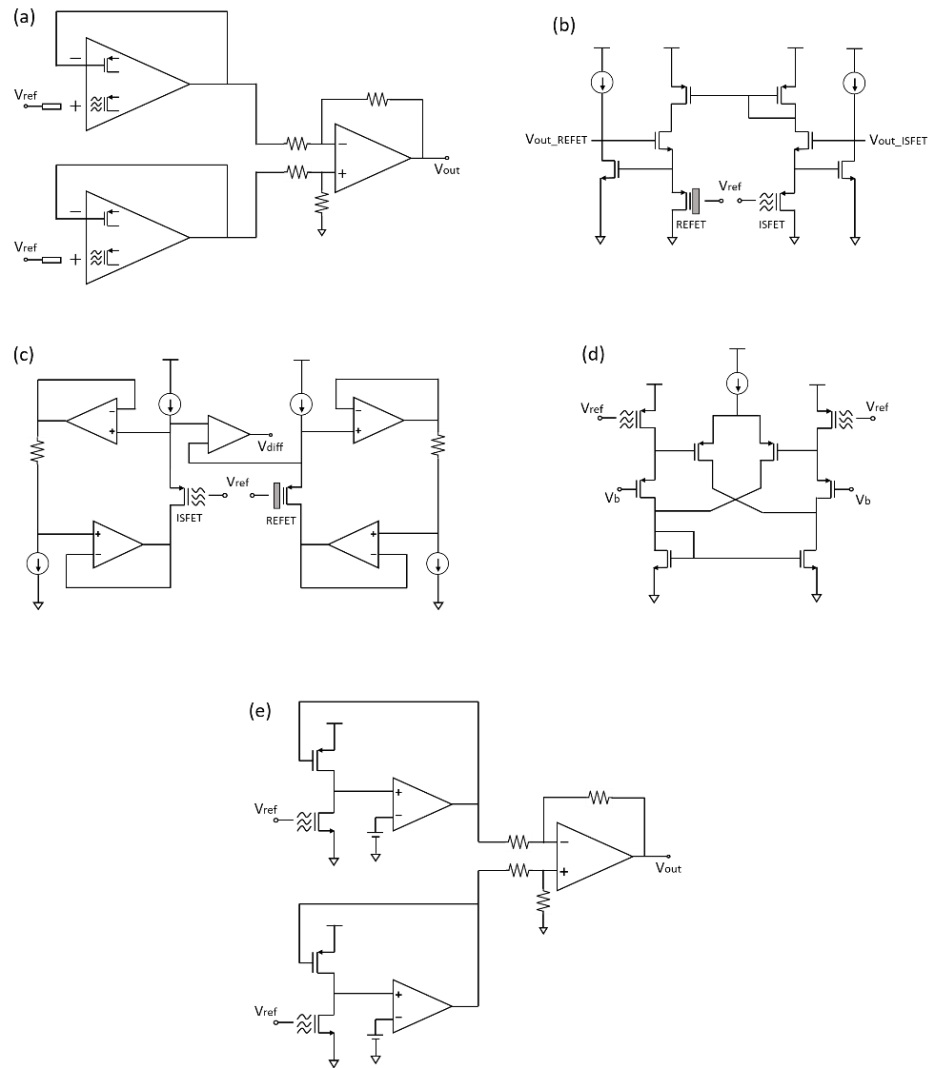 (a)
−
Vref
+
−
+
Vout
−
Vref
+
(b)
Vout_REFET
Vout_ISFET
Vref
REFET
ISFET
(c)
−
+
−
+
Vdiff
Vref
ISFET
REFET
+
−
+
−
(d)
Vref
Vref
Vb
Vb
(e)
Vref
+
−
−
+
Vout
Vref
+
−